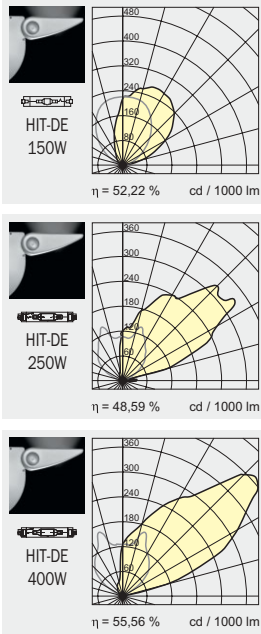 480
400
320
240
160
80
HIT-DE
150W
η = 52,22 % cd / 1000 lm
360
300
240
180
120
60
HIT-DE
250W
η = 48,59 % cd / 1000 lm
360
300
240
180
120
60
HIT-DE
400W
η = 55,56 % cd / 1000 lm